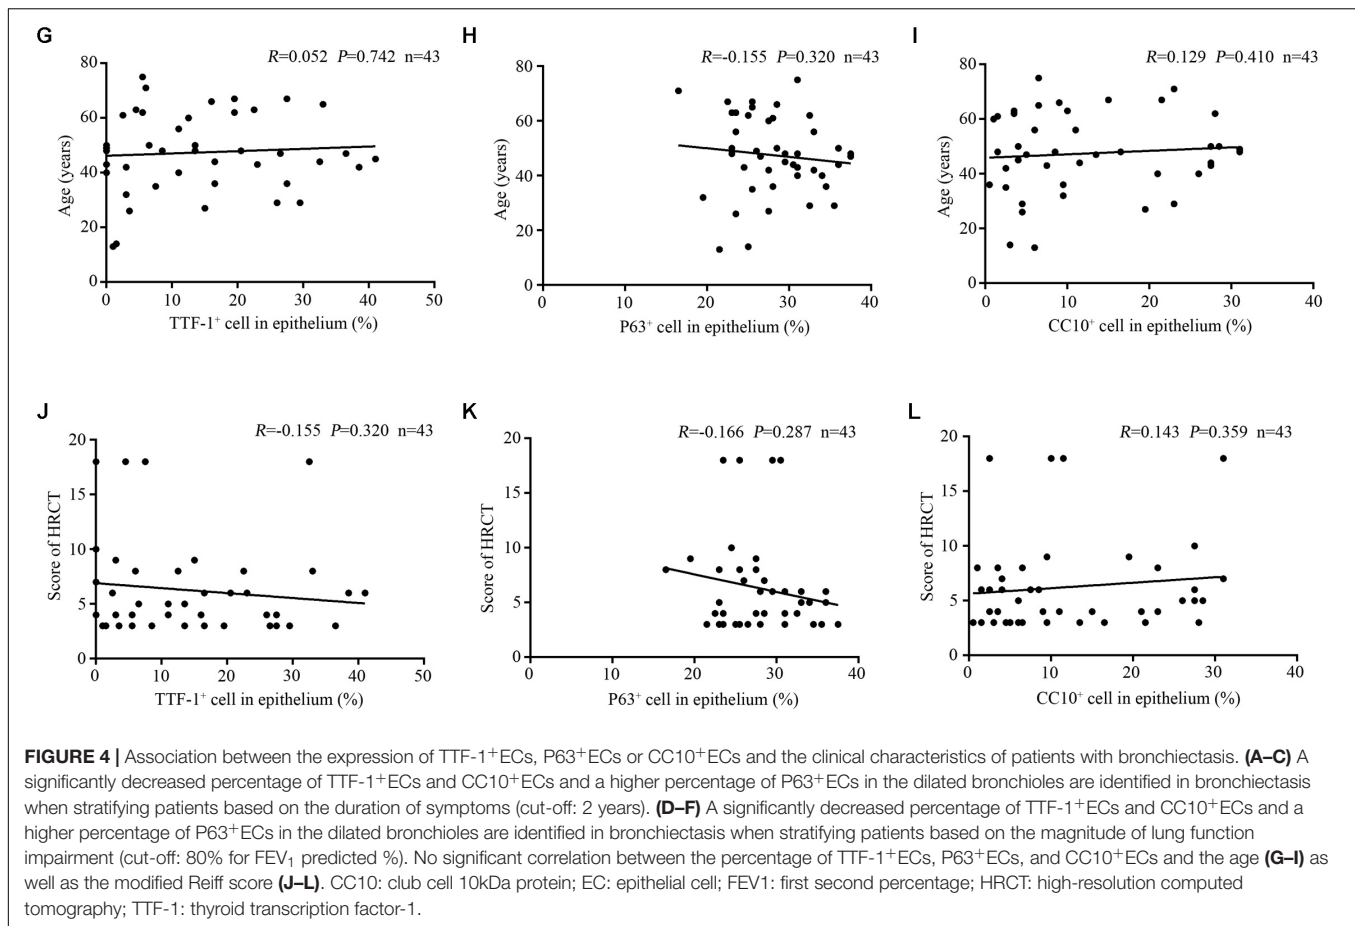 G
R=0.052 P=0.742 n=43
80
60
40
20
0
Age (years)
0 10 20 30 40 50
TTF-1⁺ cell in epithelium (%)
H
R=-0.155 P=0.320 n=43
80
60
40
20
0
Age (years)
0 10 20 30 40
P63⁺ cell in epithelium (%)
I
R=0.129 P=0.410 n=43
80
60
40
20
0
Age (years)
0 10 20 30 40
CC10⁺ cell in epithelium (%)
J
R=-0.155 P=0.320 n=43
20
15
10
5
0
Score of HRCT
0 10 20 30 40 50
TTF-1⁺ cell in epithelium (%)
K
R=-0.166 P=0.287 n=43
20
15
10
5
0
Score of HRCT
0 10 20 30 40
P63⁺ cell in epithelium (%)
L
R=0.143 P=0.359 n=43
20
15
10
5
0
Score of HRCT
0 10 20 30 40
CC10⁺ cell in epithelium (%)
FIGURE 4 | Association between the expression of TTF-1⁺ECs, P63⁺ECs or CC10⁺ECs and the clinical characteristics of patients with bronchiectasis. (A–C) A
significantly decreased percentage of TTF-1⁺ECs and CC10⁺ECs and a higher percentage of P63⁺ECs in the dilated bronchioles are identified in bronchiectasis
when stratifying patients based on the duration of symptoms (cut-off: 2 years). (D–F) A significantly decreased percentage of TTF-1⁺ECs and CC10⁺ECs and a
higher percentage of P63⁺ECs in the dilated bronchioles are identified in bronchiectasis when stratifying patients based on the magnitude of lung function
impairment (cut-off: 80% for FEV₁ predicted %). No significant correlation between the percentage of TTF-1⁺ECs, P63⁺ECs, and CC10⁺ECs and the age (G–I) as
well as the modified Reiff score (J–L). CC10: club cell 10kDa protein; EC: epithelial cell; FEV1: first second percentage; HRCT: high-resolution computed
tomography; TTF-1: thyroid transcription factor-1.